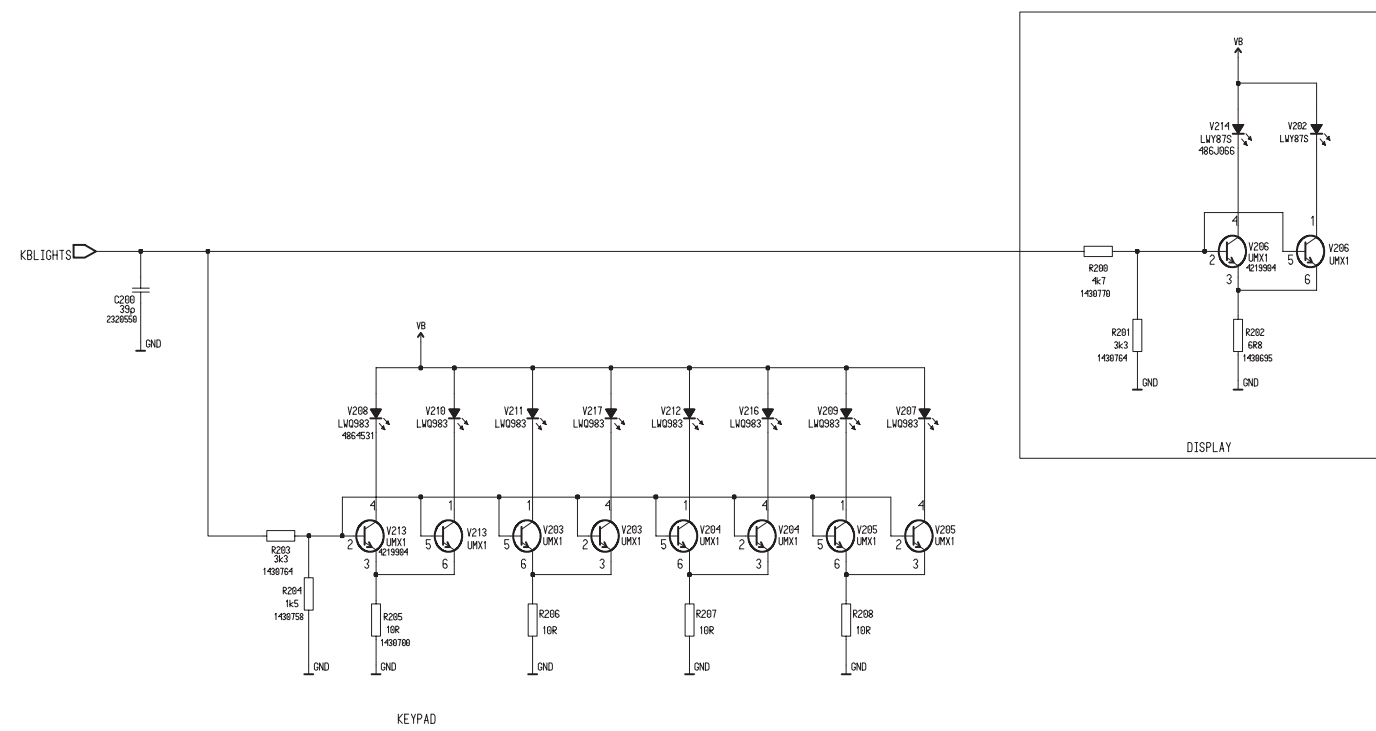 VB
V214
LWY87S
486J066
V202
LWY87S
4
1
KBLIGHTS
2
V206
UMX1
4219904
5
V206
UMX1
3
6
R200
4k7
1430770
C200
39p
2320550
GND
R201
3k3
1430764
GND
R202
6R8
1430695
GND
DISPLAY
VB
V208
LWQ983
4864531
V210
LWQ983
V211
LWQ983
V217
LWQ983
V212
LWQ983
V216
LWQ983
V209
LWQ983
V207
LWQ983
4
1
1
4
1
4
1
4
2
V213
UMX1
4219904
5
V213
UMX1
5
V203
UMX1
2
V203
UMX1
5
V204
UMX1
2
V204
UMX1
5
V205
UMX1
2
V205
UMX1
3
6
6
3
6
3
6
3
R203
3k3
1430764
R204
1k5
1430758
GND
R205
10R
1430700
GND
R206
10R
GND
R207
10R
GND
R208
10R
GND
KEYPAD